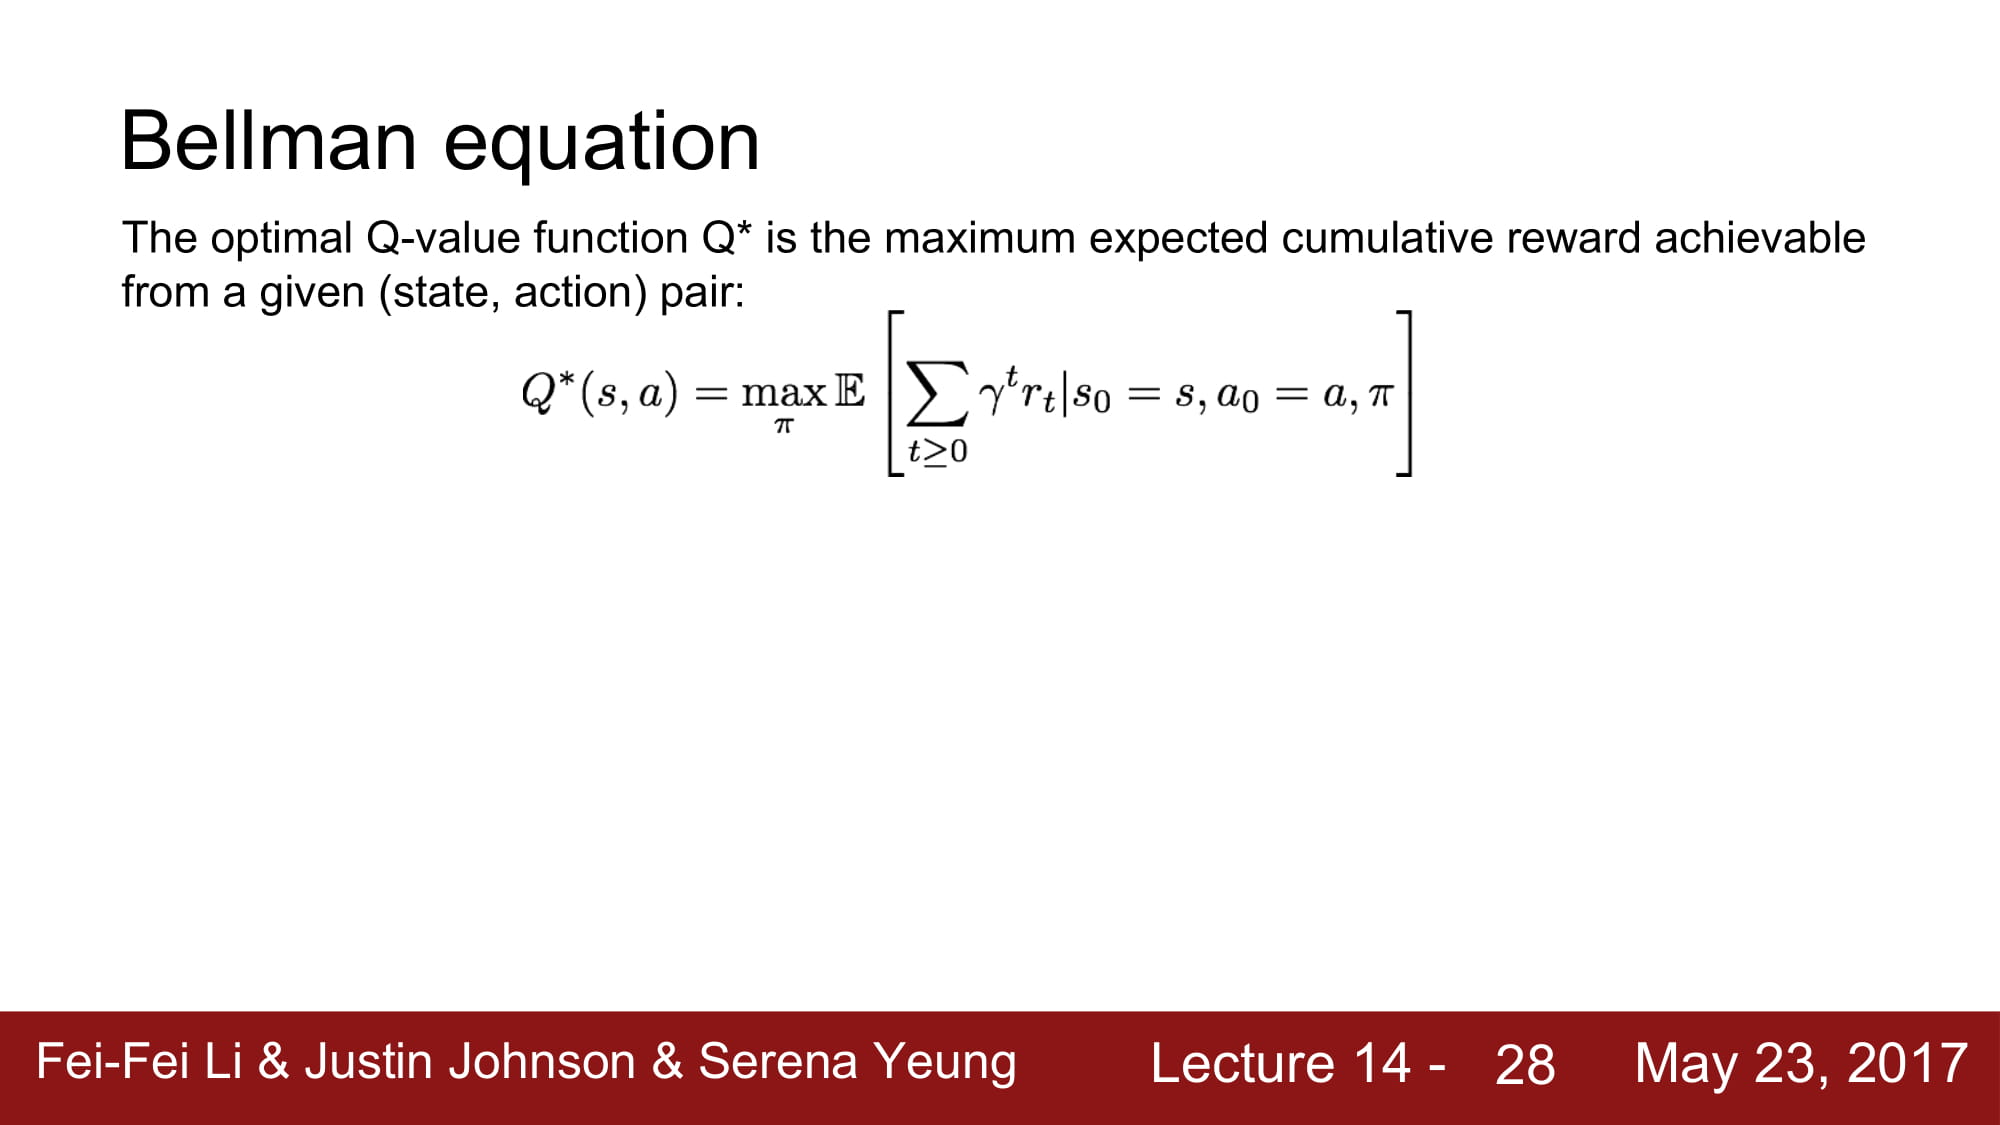 Bellman equation
The optimal Q-value function Q* is the maximum expected cumulative reward achievable
from a given (state, action) pair:
$Q^*(s, a) = \max_{\pi} \mathbb{E} \left[ \sum_{t \geq 0} \gamma^t r_t | s_0 = s, a_0 = a, \pi \right]$
Fei-Fei Li & Justin Johnson & Serena Yeung Lecture 14 - 28 May 23, 2017